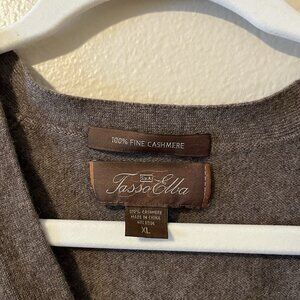 100% FINE CASHMERE
Tasso Elba
100% CASHMERE
MADE IN CHINA
XL